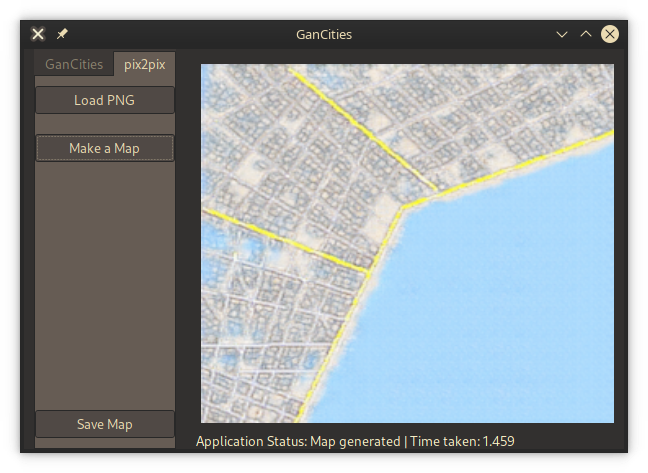 GanCities
GanCities pix2pix
Load PNG
Make a Map
Save Map
Application Status: Map generated | Time taken: 1.459